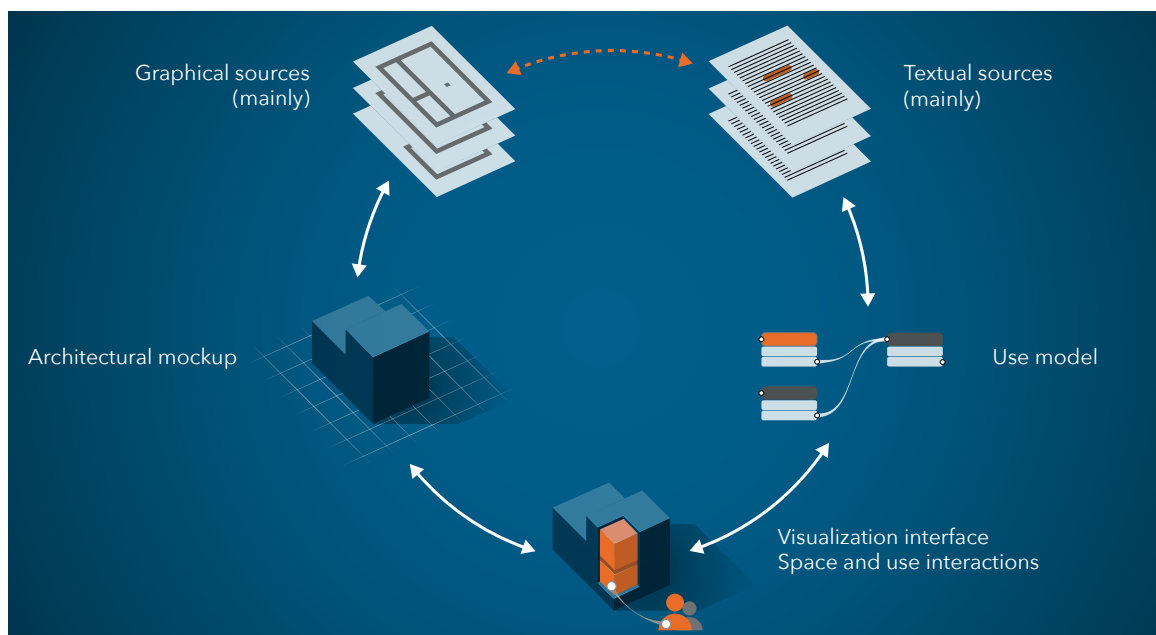 Graphical sources
(mainly)
Textual sources
(mainly)
Architectural mockup
Use model
Visualization interface
Space and use interactions